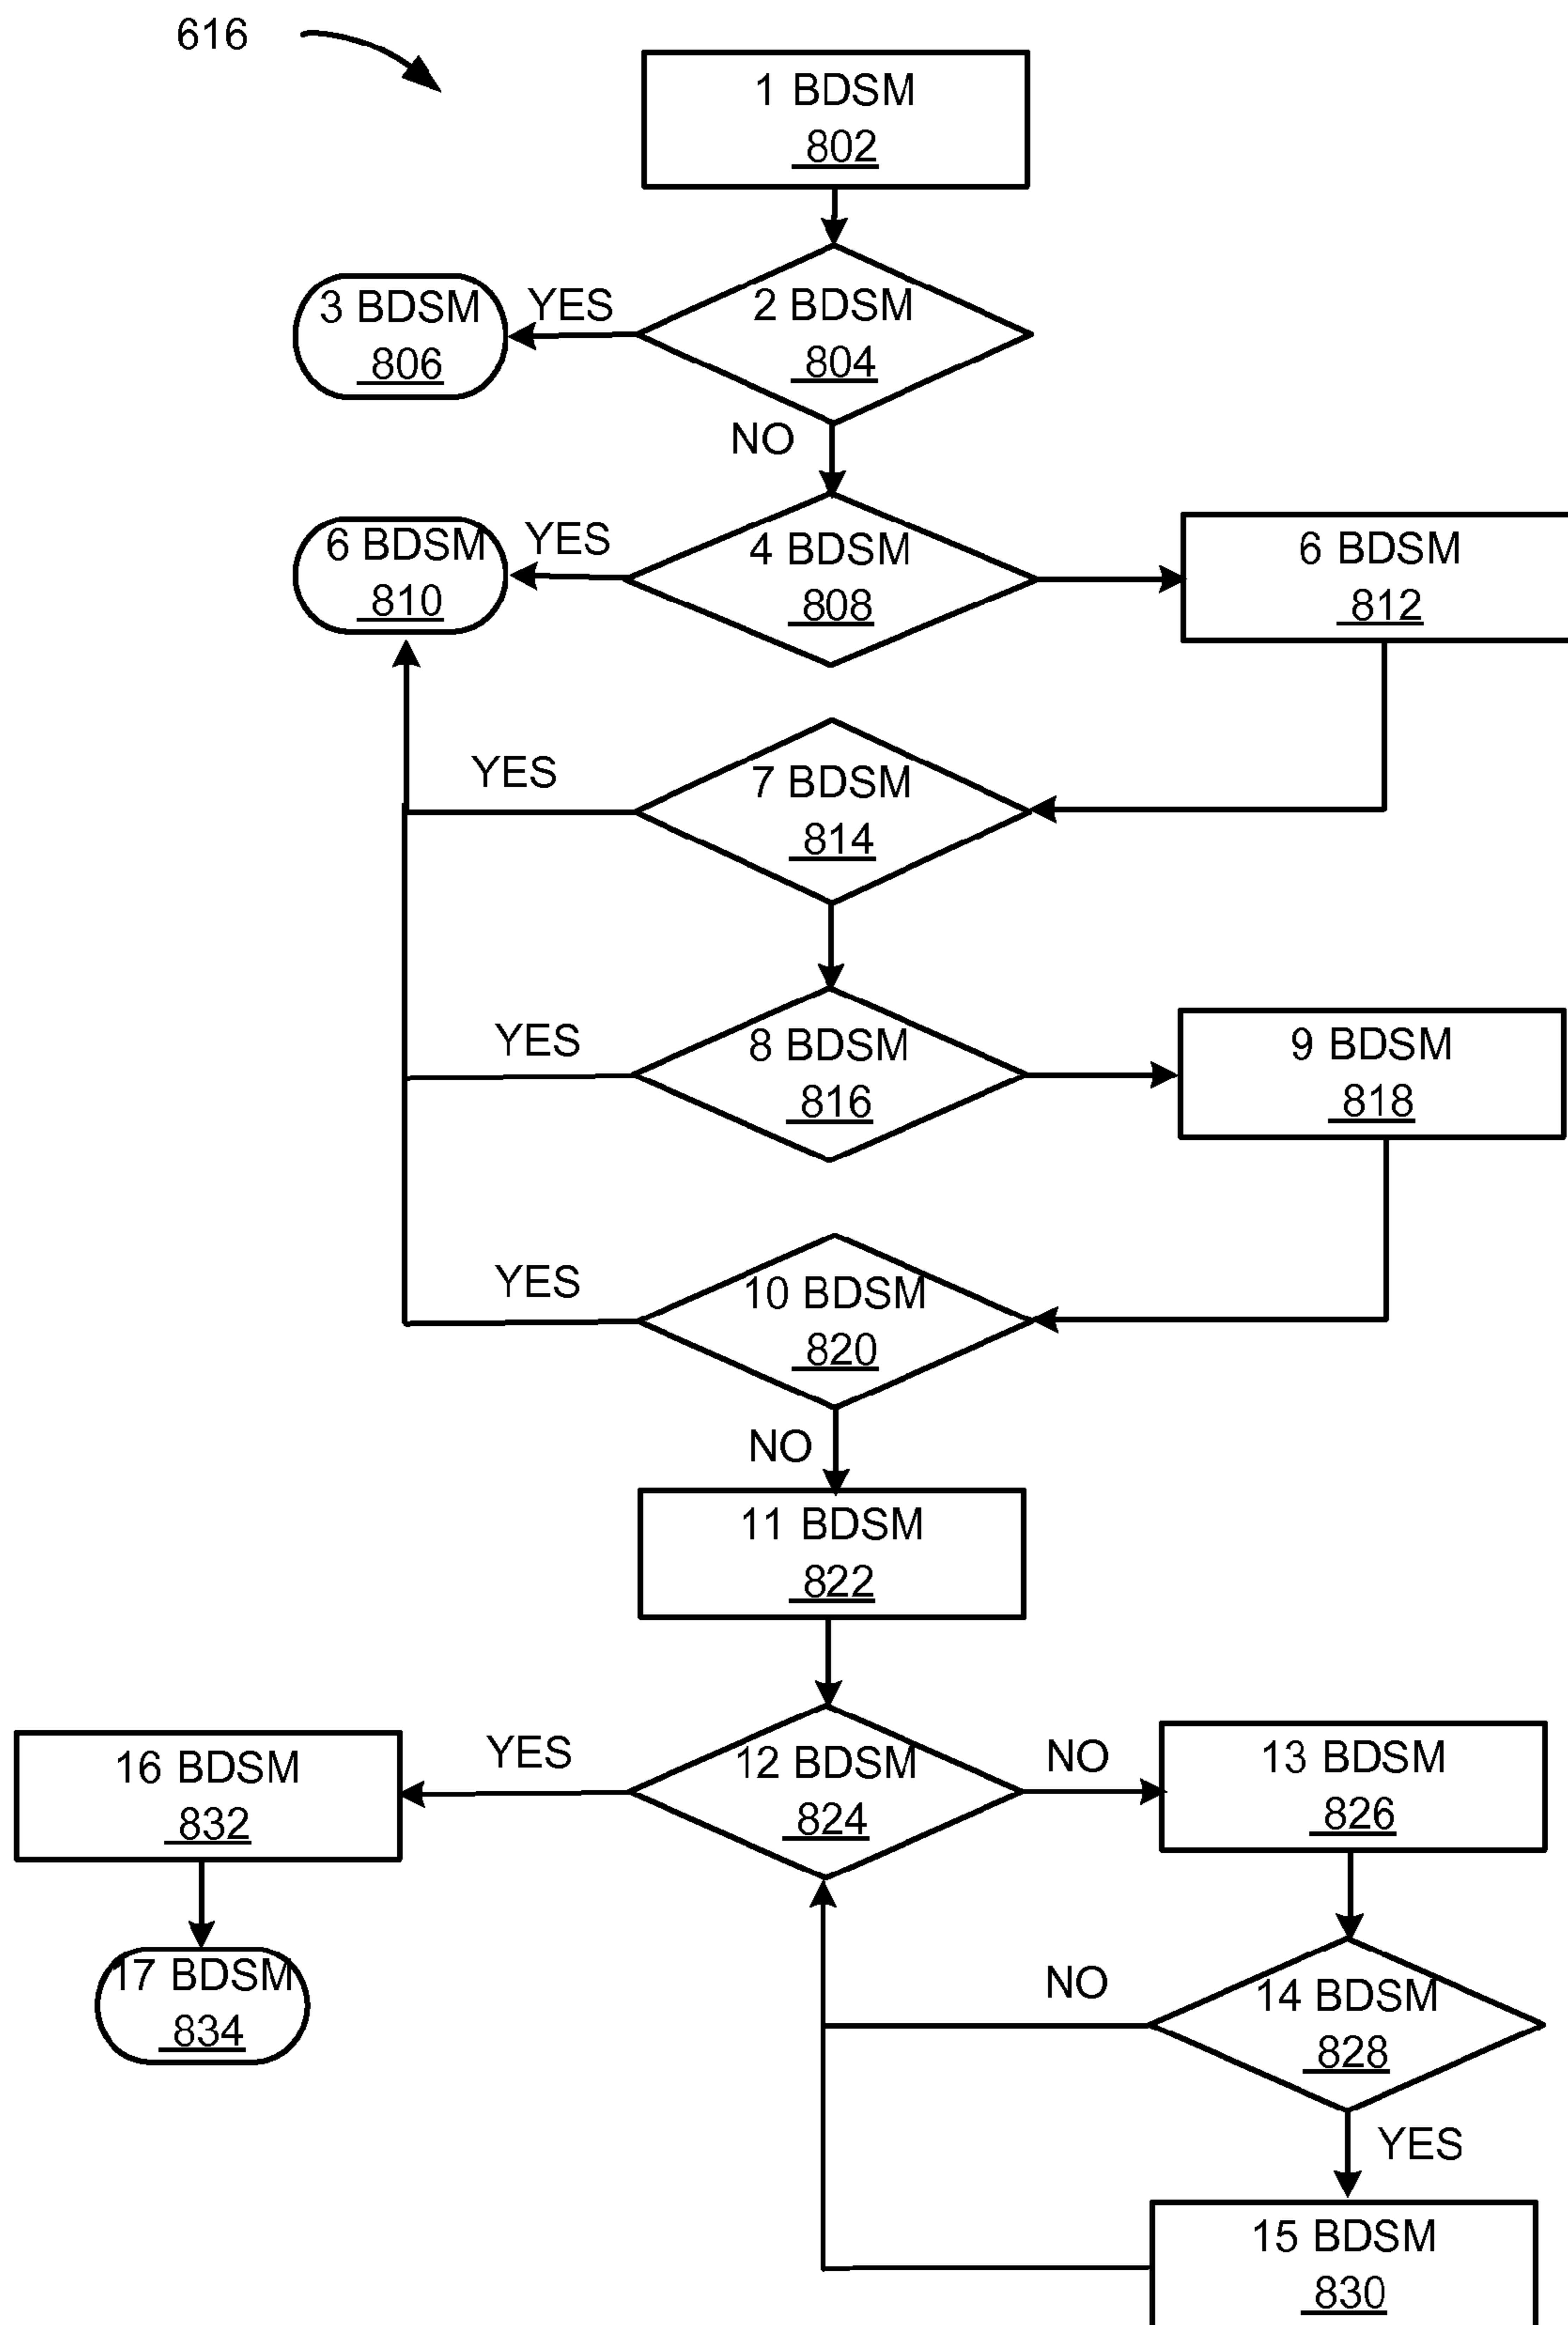 616
1 BDSM
802
2 BDSM
804
YES
3 BDSM
806
NO
4 BDSM
808
YES
6 BDSM
810
6 BDSM
812
7 BDSM
814
YES
8 BDSM
816
YES
9 BDSM
818
10 BDSM
820
YES
NO
11 BDSM
822
12 BDSM
824
YES
NO
16 BDSM
832
13 BDSM
826
17 BDSM
834
14 BDSM
828
NO
YES
15 BDSM
830